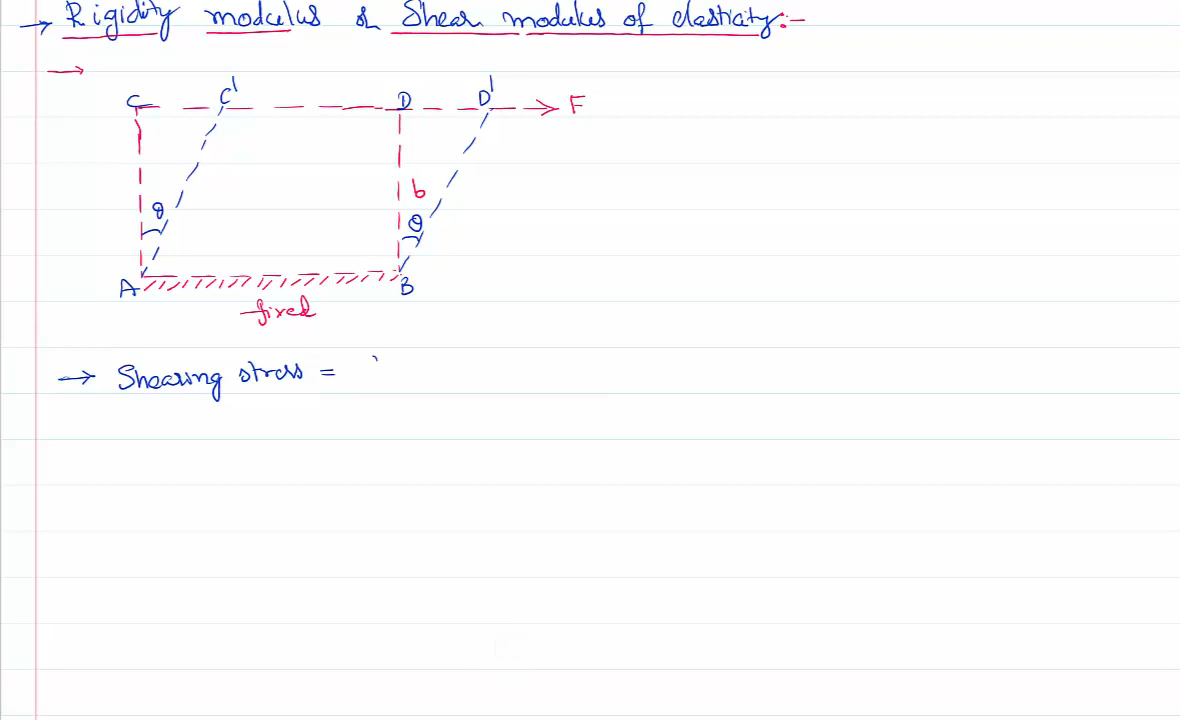 → Rigidity modulus or Shear modulus of elasticity:-
→
C C' D D' → F
b
θ θ
A B
fixed
→ Shearing stress =